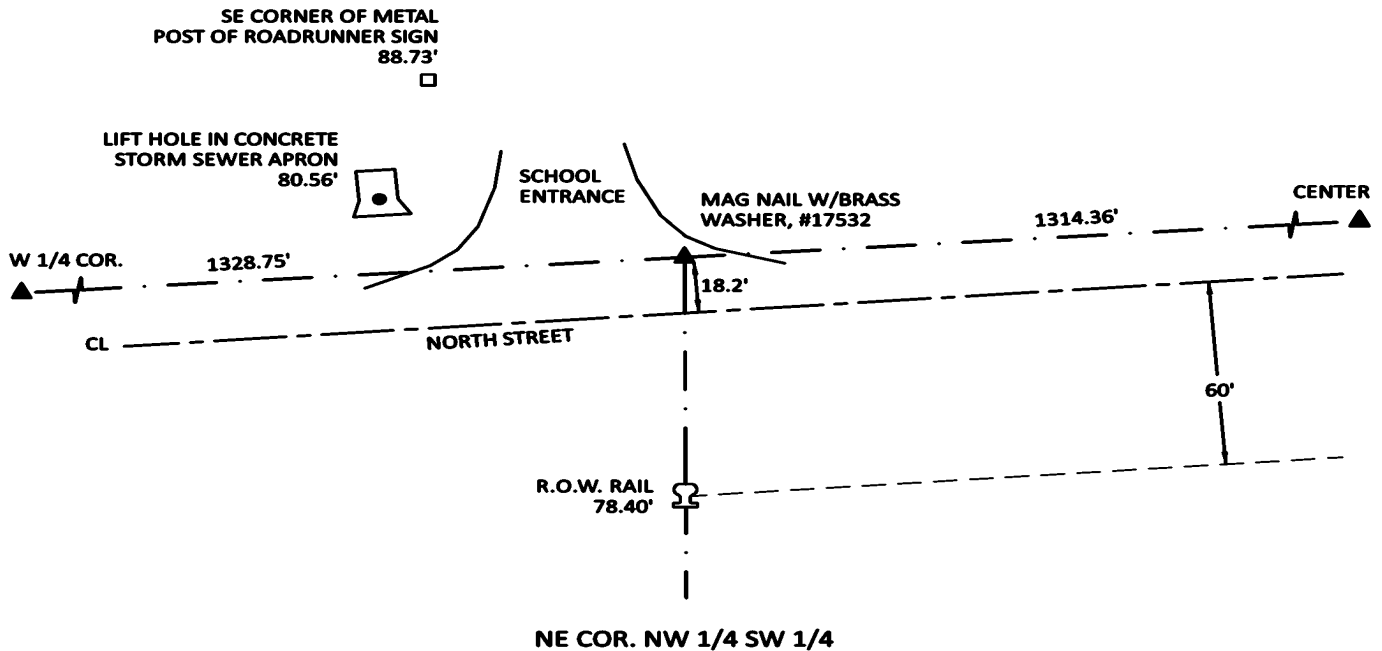 SE CORNER OF METAL
POST OF ROADRUNNER SIGN
88.73'
LIFT HOLE IN CONCRETE
STORM SEWER APRON
80.56'
SCHOOL
ENTRANCE
MAG NAIL W/BRASS
WASHER, #17532
1314.36'
CENTER
W 1/4 COR.
1328.75'
18.2'
CL
NORTH STREET
60'
R.O.W. RAIL
78.40'
NE COR. NW 1/4 SW 1/4